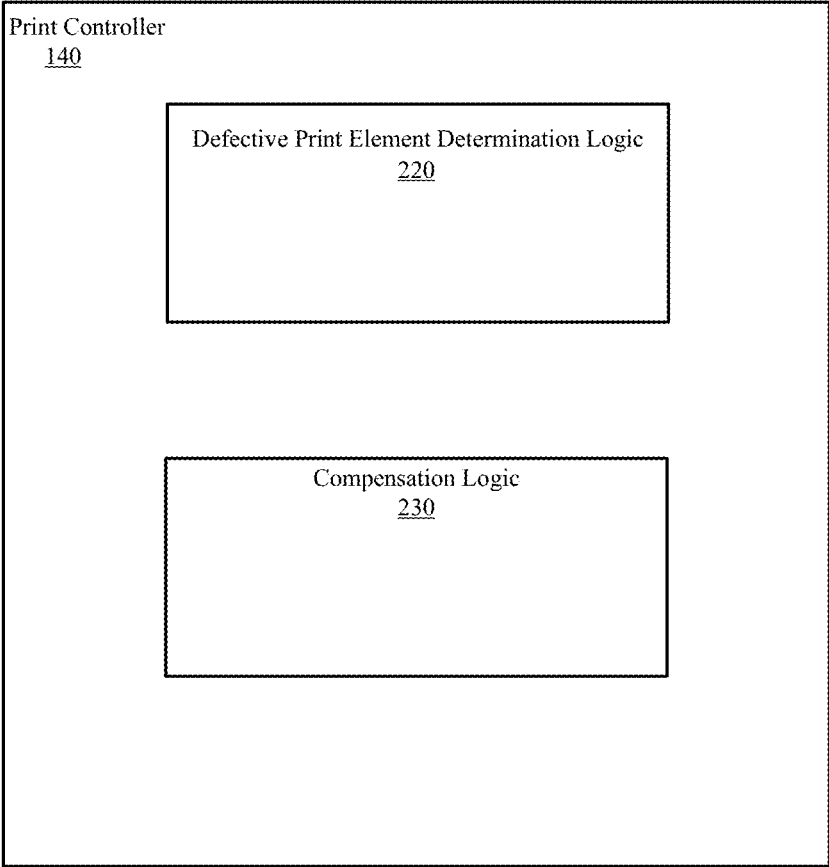 Print Controller
140
Defective Print Element Determination Logic
220
Compensation Logic
230